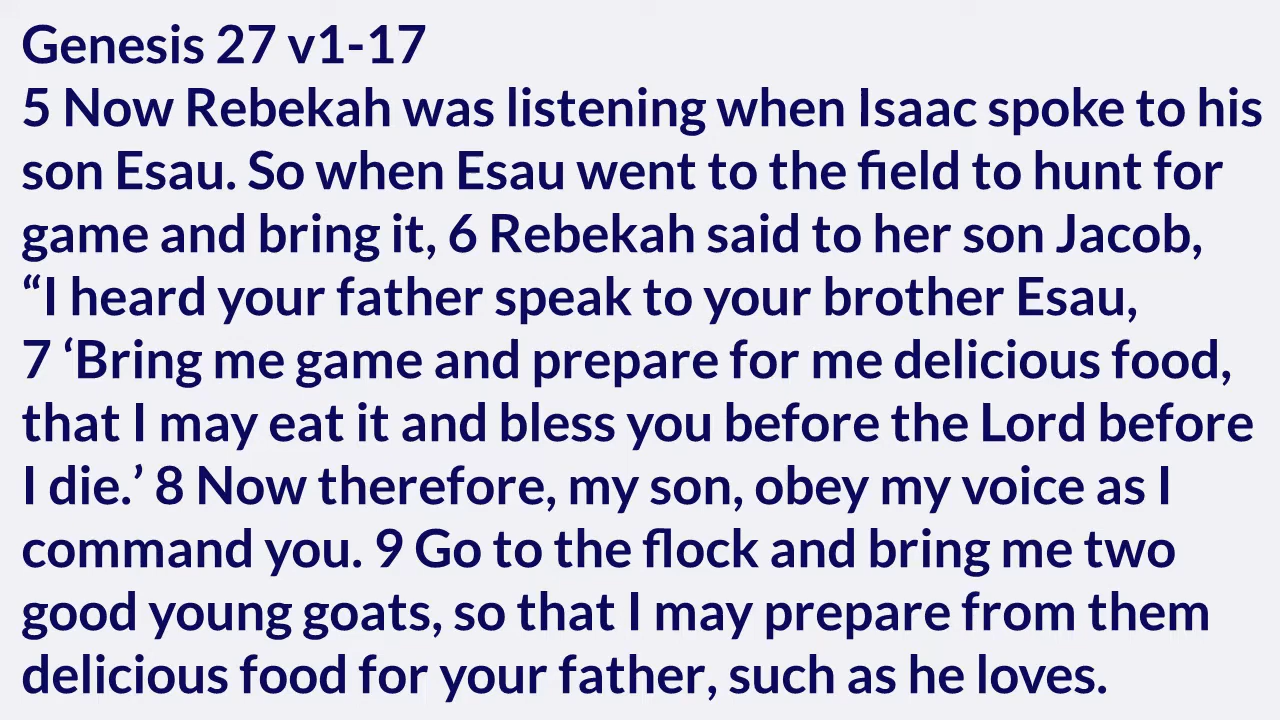 Genesis 27 v1-17
5 Now Rebekah was listening when Isaac spoke to his
son Esau. So when Esau went to the field to hunt for
game and bring it, 6 Rebekah said to her son Jacob,
“I heard your father speak to your brother Esau,
7 ‘Bring me game and prepare for me delicious food,
that I may eat it and bless you before the Lord before
I die.’ 8 Now therefore, my son, obey my voice as I
command you. 9 Go to the flock and bring me two
good young goats, so that I may prepare from them
delicious food for your father, such as he loves.